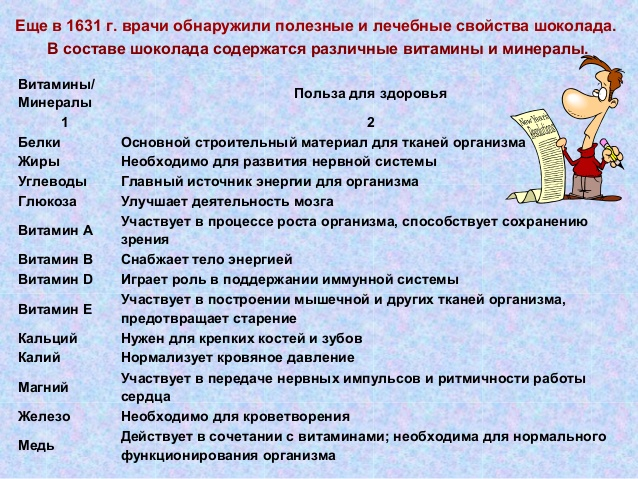 Еще в 1631 г. врачи обнаружили полезные и лечебные свойства шоколада.
В составе шоколада содержатся различные витамины и минералы.
Витамины/
Минералы
Польза для здоровья
1 2
Белки Основной строительный материал для тканей организма
Жиры Необходимо для развития нервной системы
Углеводы Главный источник энергии для организма
Глюкоза Улучшает деятельность мозга
Витамин А Участвует в процессе роста организма, способствует сохранению
зрения
Витамин В Снабжает тело энергией
Витамин D Играет роль в поддержании иммунной системы
Витамин Е Участвует в построении мышечной и других тканей организма,
предотвращает старение
Кальций Нужен для крепких костей и зубов
Калий Нормализует кровяное давление
Магний Участвует в передаче нервных импульсов и ритмичности работы
сердца
Железо Необходимо для кроветворения
Медь Действует в сочетании с витаминами; необходима для нормального
функционирования организма
New Years
Resolutions